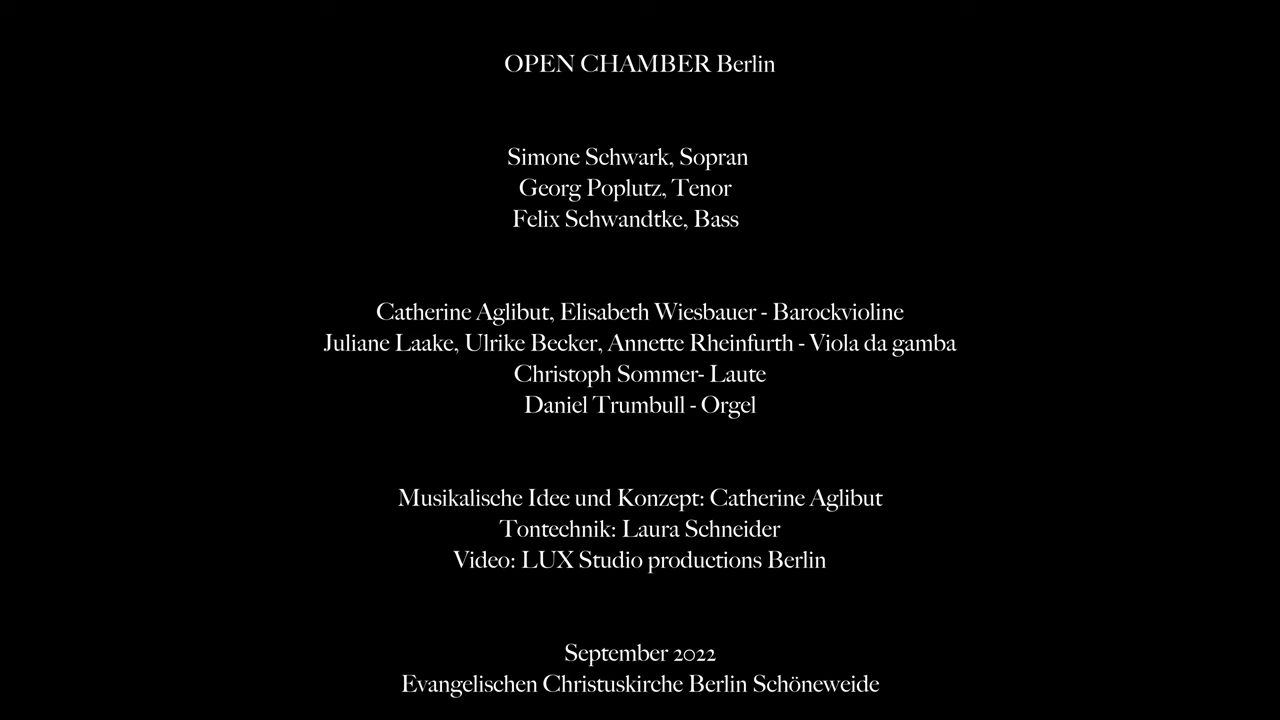 OPEN CHAMBER Berlin
Simone Schwark, Sopran
Georg Poplutz, Tenor
Felix Schwandtke, Bass
Catherine Aglibut, Elisabeth Wiesbauer - Barockvioline
Juliane Laake, Ulrike Becker, Annette Rheinfurth - Viola da gamba
Christoph Sommer- Laute
Daniel Trumbull - Orgel
Musikalische Idee und Konzept: Catherine Aglibut
Tontechnik: Laura Schneider
Video: LUX Studio productions Berlin
September 2022
Evangelischen Christuskirche Berlin Schöneweide